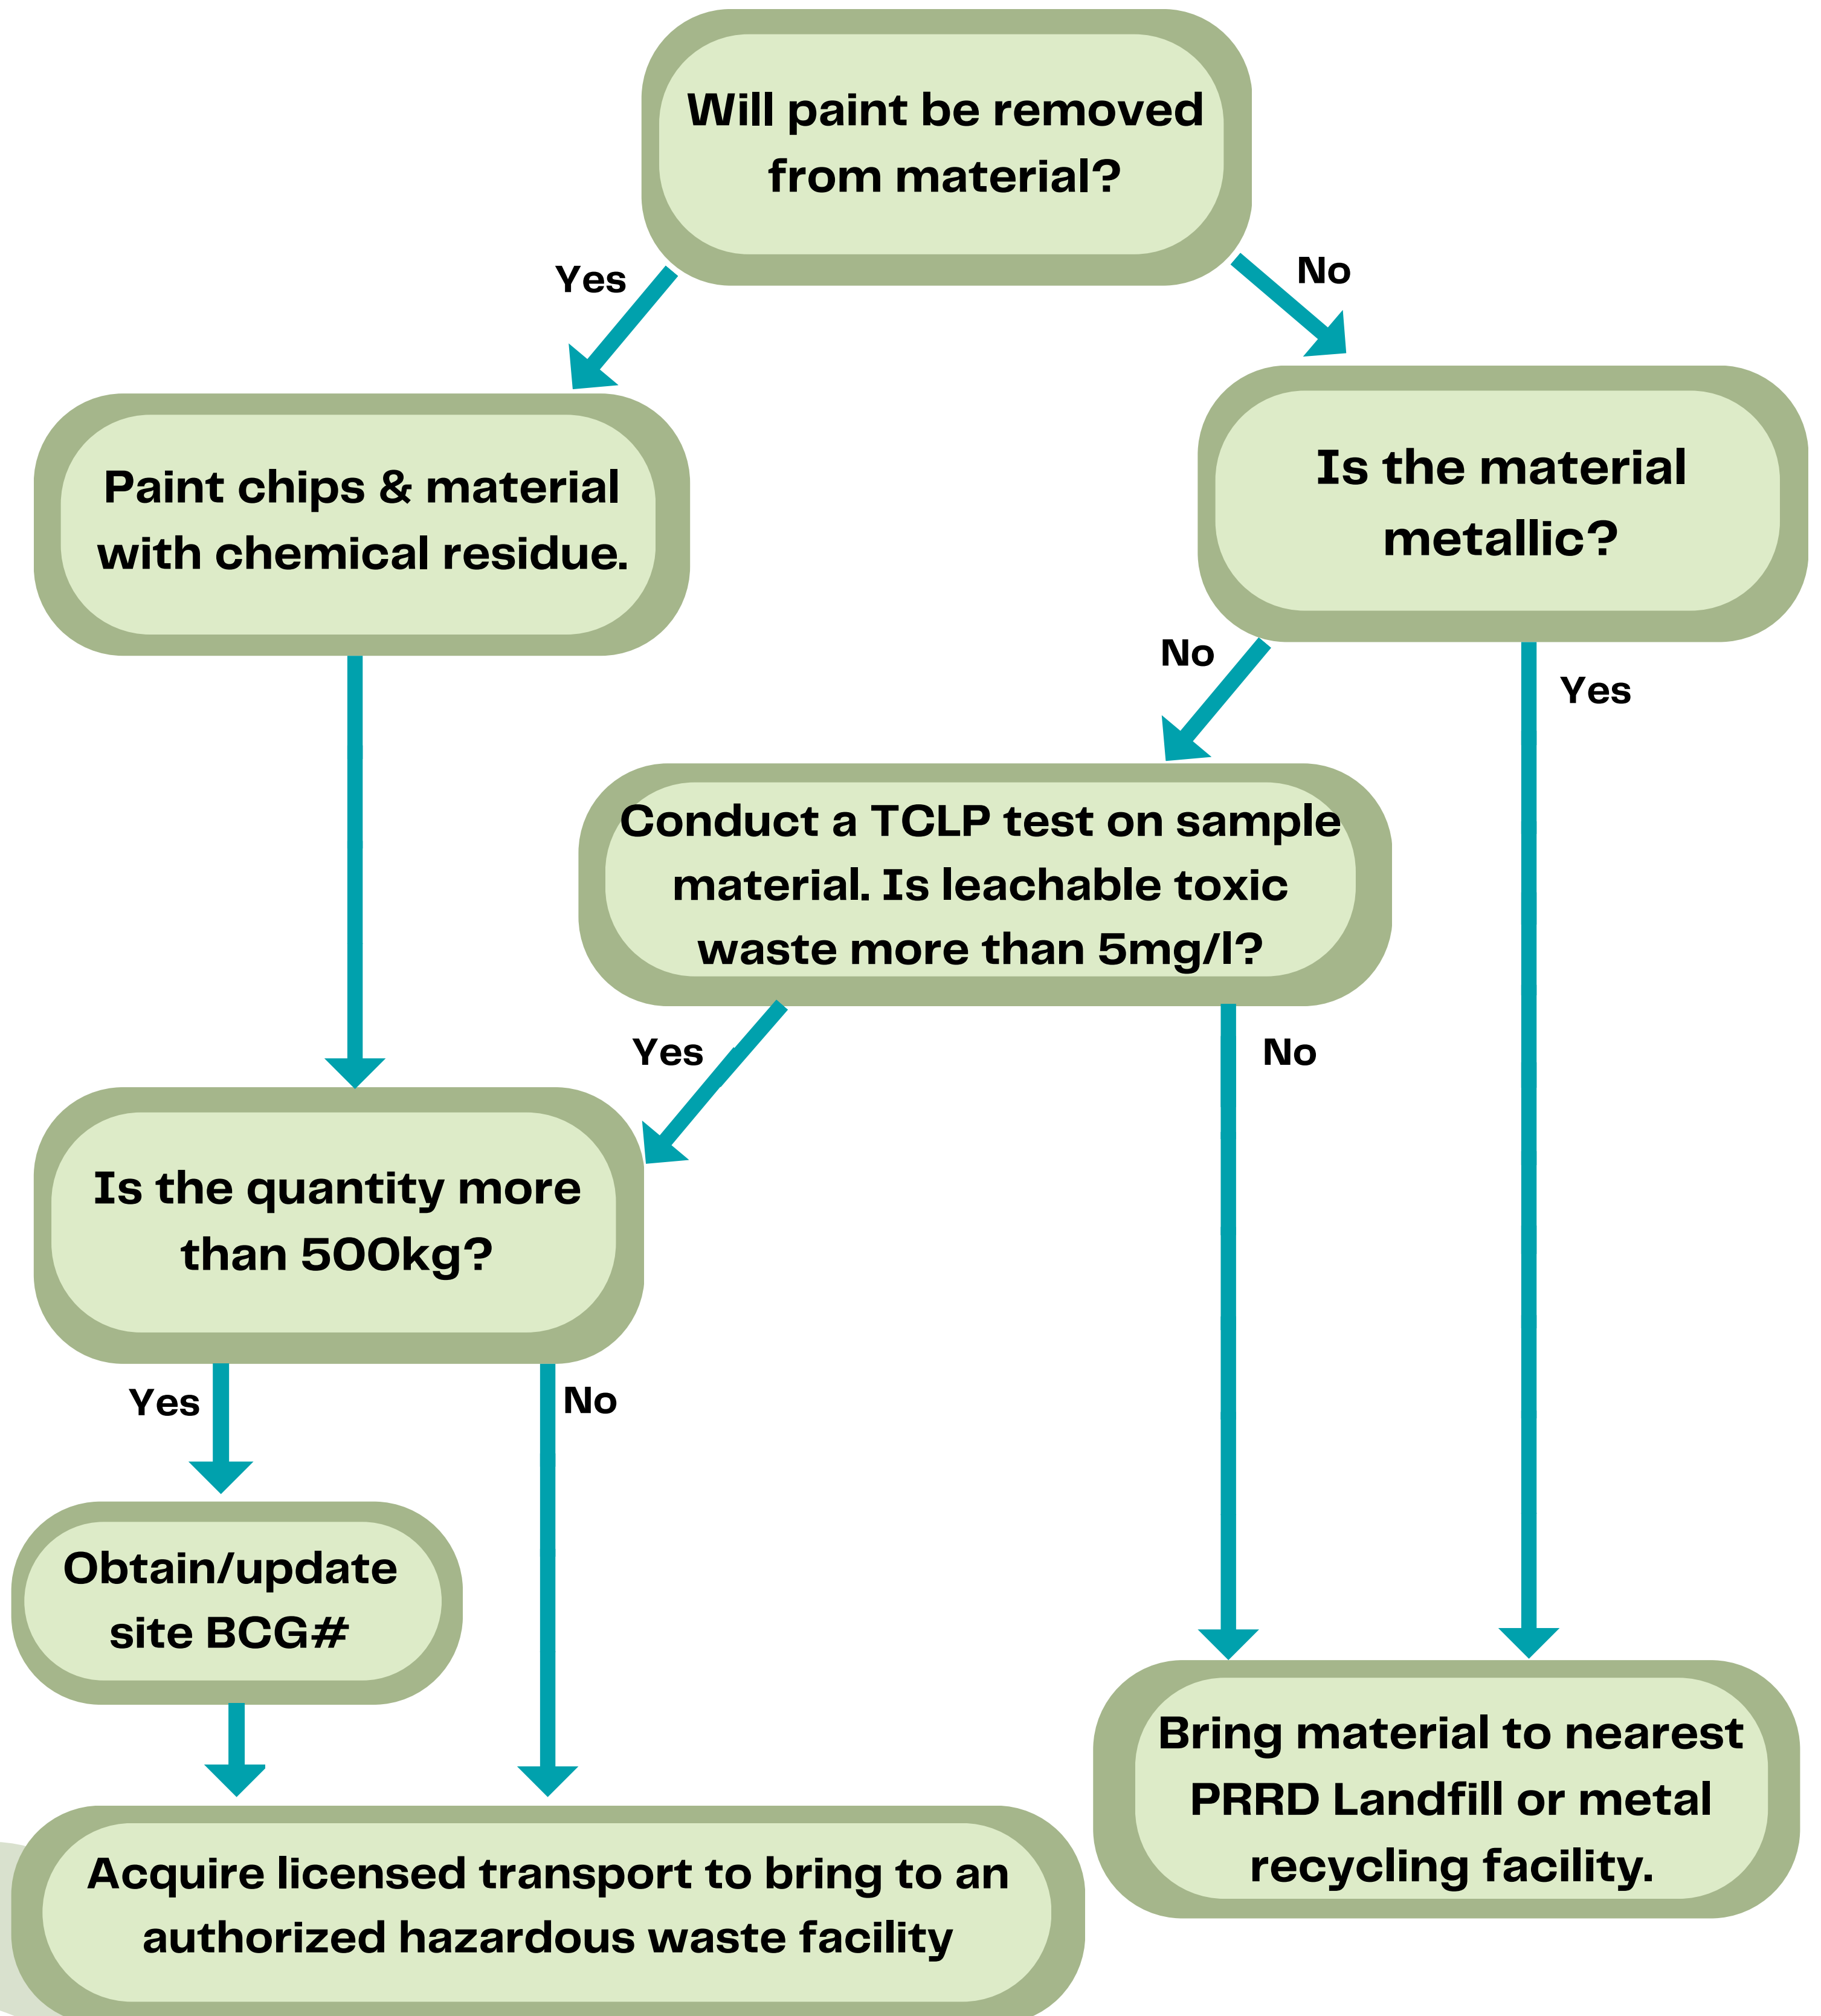 Will paint be removed
from material?
Yes
No
Paint chips & material
with chemical residue.
Is the material
metallic?
No
Yes
Conduct a TCLP test on sample
material. Is leachable toxic
waste more than 5mg/l?
Yes
No
Is the quantity more
than 500kg?
Yes
No
Obtain/update
site BCG#
Bring material to nearest
PRRD Landfill or metal
recycling facility.
Acquire licensed transport to bring to an
authorized hazardous waste facility